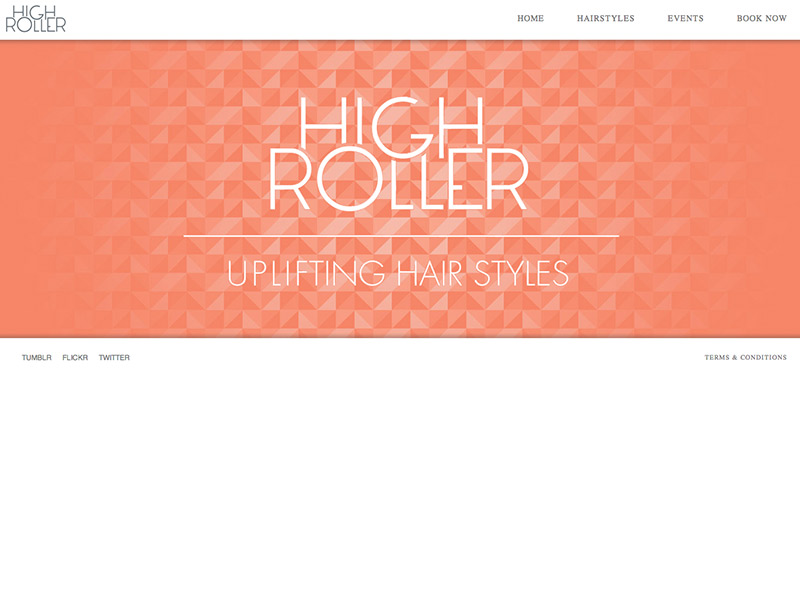 HIGH
ROLLER
HOME HAIRSTYLES EVENTS BOOK NOW
HIGH
ROLLER
UPLIFTING HAIR STYLES
TUMBLR FLICKR TWITTER
TERMS & CONDITIONS